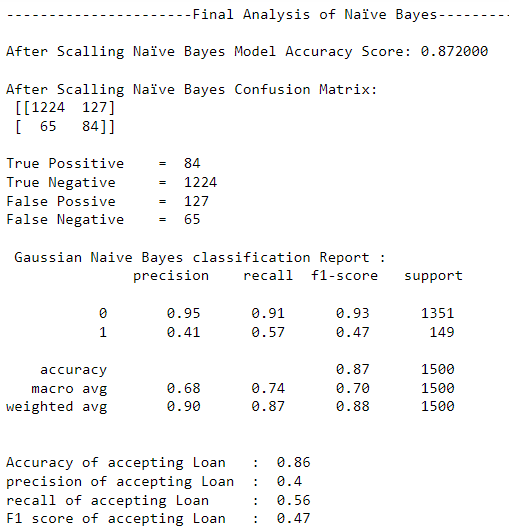 ----------------------Final Analysis of Naïve Bayes---------
After Scalling Naïve Bayes Model Accuracy Score: 0.872000
After Scalling Naïve Bayes Confusion Matrix:
[[1224  127]
[  65   84]]
True Possitive    =  84
True Negative     =  1224
False Possive     =  127
False Negative    =  65
Gaussian Naive Bayes classification Report :
precision    recall  f1-score   support
0       0.95      0.91      0.93      1351
1       0.41      0.57      0.47       149
accuracy                           0.87      1500
macro avg       0.68      0.74      0.70      1500
weighted avg       0.90      0.87      0.88      1500
Accuracy of accepting Loan   :  0.86
precision of accepting Loan  :  0.4
recall of accepting Loan     :  0.56
F1 score of accepting Loan   :  0.47